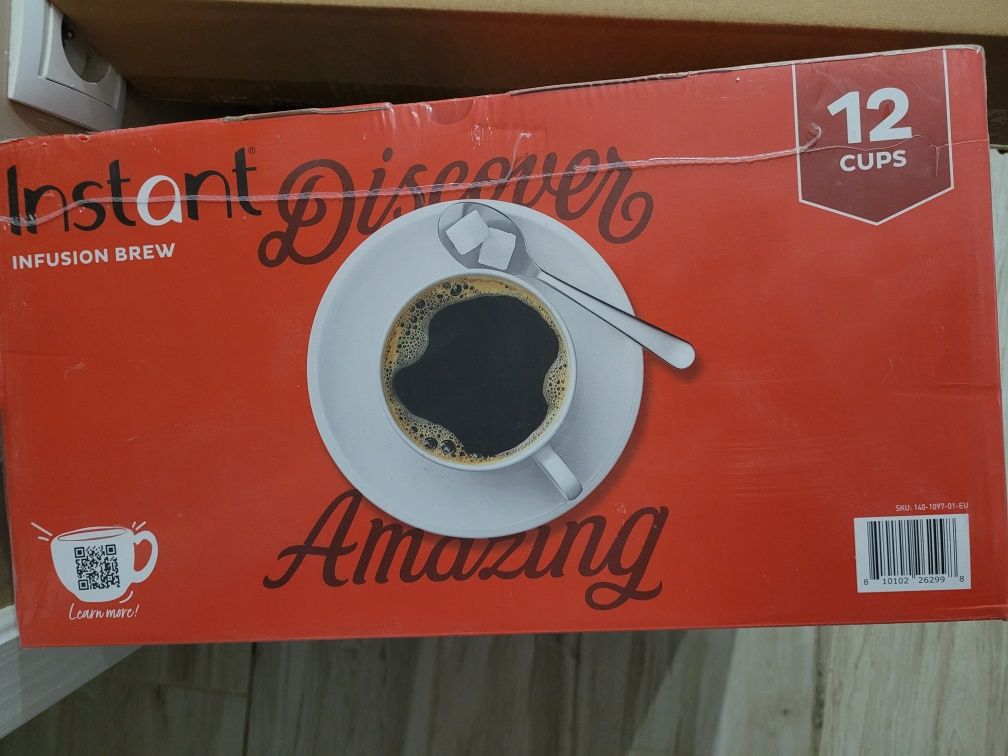 Instant®
INFUSION BREW
Discover
Amazing
12
CUPS
Learn more!
SKU: 140-1097-01-EU
8 10102 26299 8